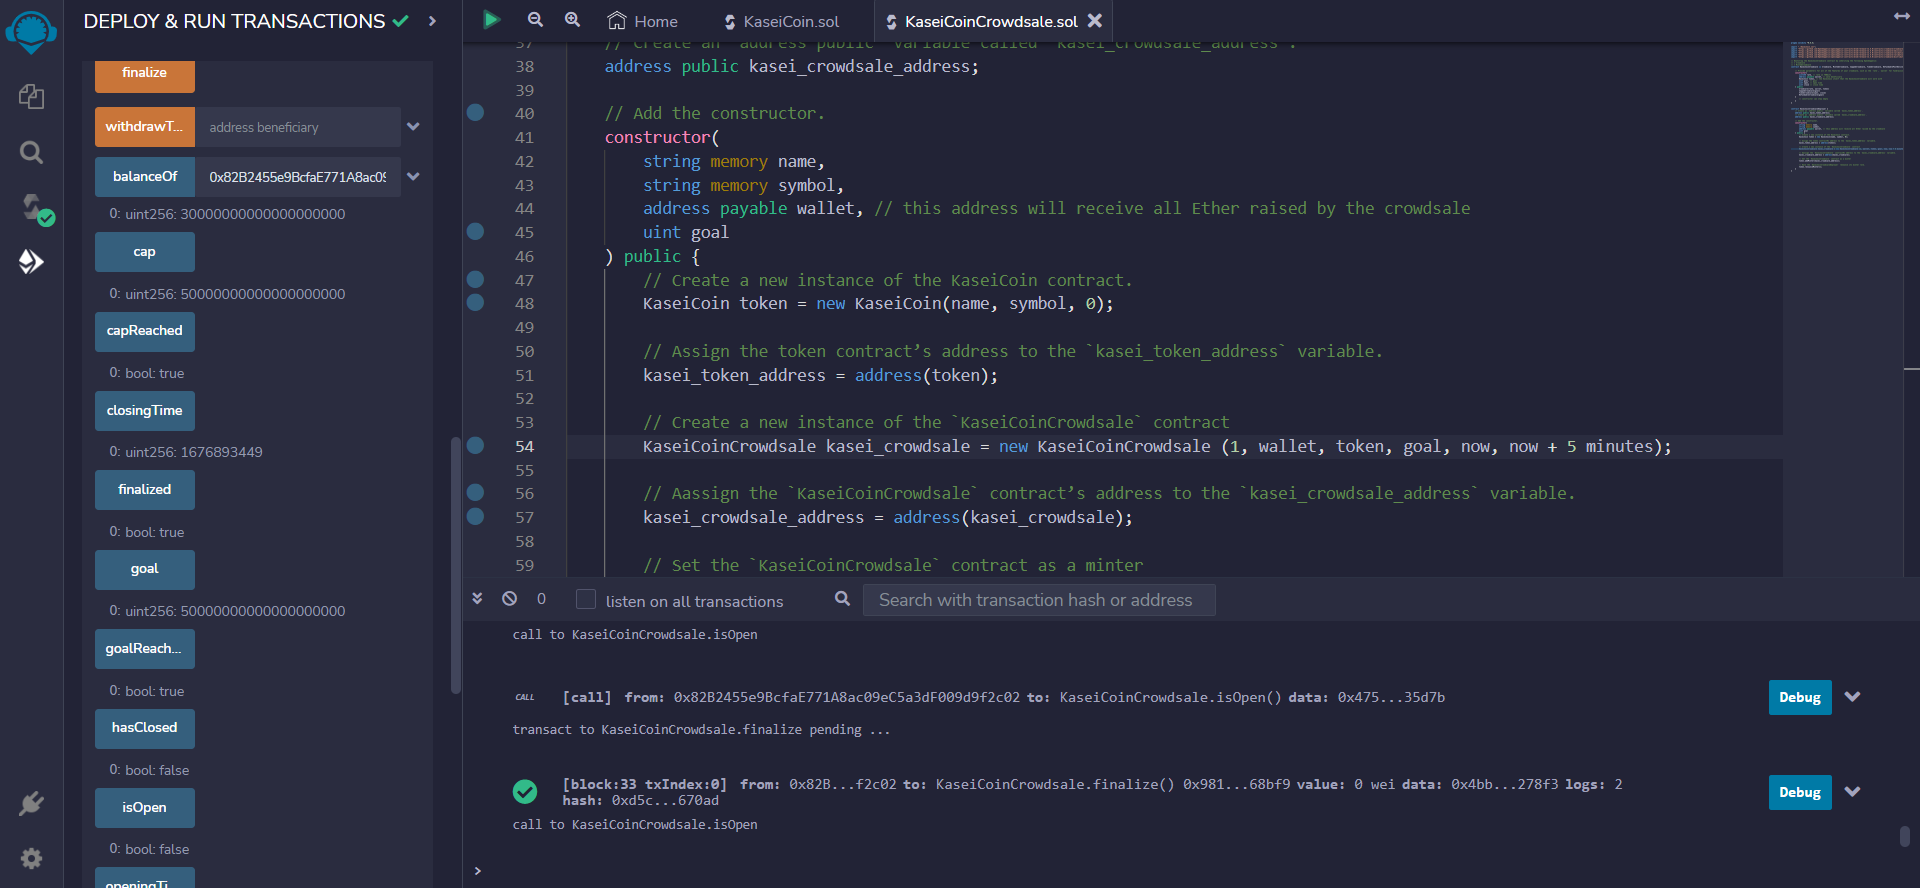 DEPLOY & RUN TRANSACTIONS
finalize
withdrawT... address beneficiary
balanceOf 0x82B2455e9BcfaE771A8ac09
0: uint256: 30000000000000000000
cap
0: uint256: 50000000000000000000
capReached
0: bool: true
closingTime
0: uint256: 1676893449
finalized
0: bool: true
goal
0: uint256: 50000000000000000000
goalReach...
0: bool: true
hasClosed
0: bool: false
isOpen
0: bool: false
openingTi...
Home KaseiCoin.sol KaseiCoinCrowdsale.sol
37 // Create an `address public` variable called `kasei_crowdsale_address`.
38 address public kasei_crowdsale_address;
39
40 // Add the constructor.
41 constructor(
42 string memory name,
43 string memory symbol,
44 address payable wallet, // this address will receive all Ether raised by the crowdsale
45 uint goal
46 ) public {
47 // Create a new instance of the KaseiCoin contract.
48 KaseiCoin token = new KaseiCoin(name, symbol, 0);
49
50 // Assign the token contract’s address to the `kasei_token_address` variable.
51 kasei_token_address = address(token);
52
53 // Create a new instance of the `KaseiCoinCrowdsale` contract
54 KaseiCoinCrowdsale kasei_crowdsale = new KaseiCoinCrowdsale (1, wallet, token, goal, now, now + 5 minutes);
55
56 // Aassign the `KaseiCoinCrowdsale` contract’s address to the `kasei_crowdsale_address` variable.
57 kasei_crowdsale_address = address(kasei_crowdsale);
58
59 // Set the `KaseiCoinCrowdsale` contract as a minter
0 listen on all transactions Search with transaction hash or address
call to KaseiCoinCrowdsale.isOpen
CALL [call] from: 0x82B2455e9BcfaE771A8ac09eC5a3dF009d9f2c02 to: KaseiCoinCrowdsale.isOpen() data: 0x475...35d7b Debug
transact to KaseiCoinCrowdsale.finalize pending ...
[block:33 txIndex:0] from: 0x82B...f2c02 to: KaseiCoinCrowdsale.finalize() 0x981...68bf9 value: 0 wei data: 0x4bb...278f3 logs: 2 Debug
hash: 0xd5c...670ad
call to KaseiCoinCrowdsale.isOpen
>